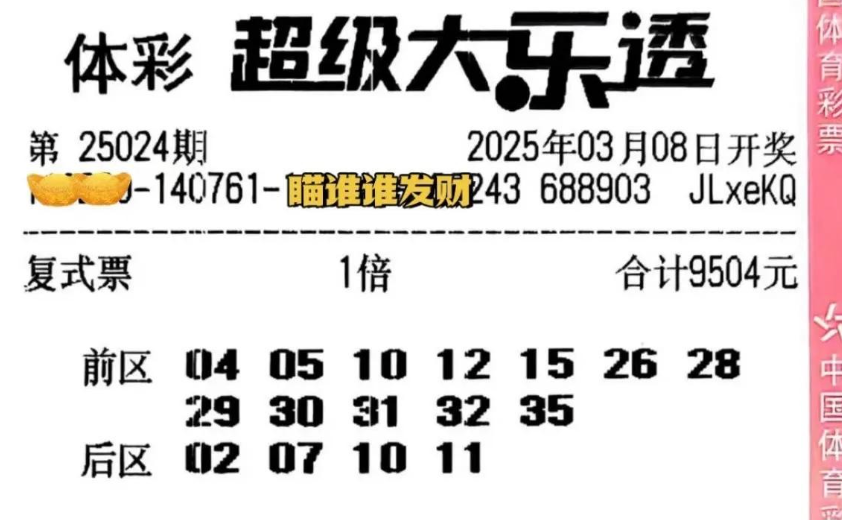 体彩 超级大乐透
第 25024期 2025年03月08日开奖
-140761- 瞄谁谁发财 243 688903 JLxeKQ
复式票 1倍 合计9504元
前区 04 05 10 12 15 26 28
29 30 31 32 35
后区 02 07 10 11
国体育彩票
中国体育彩